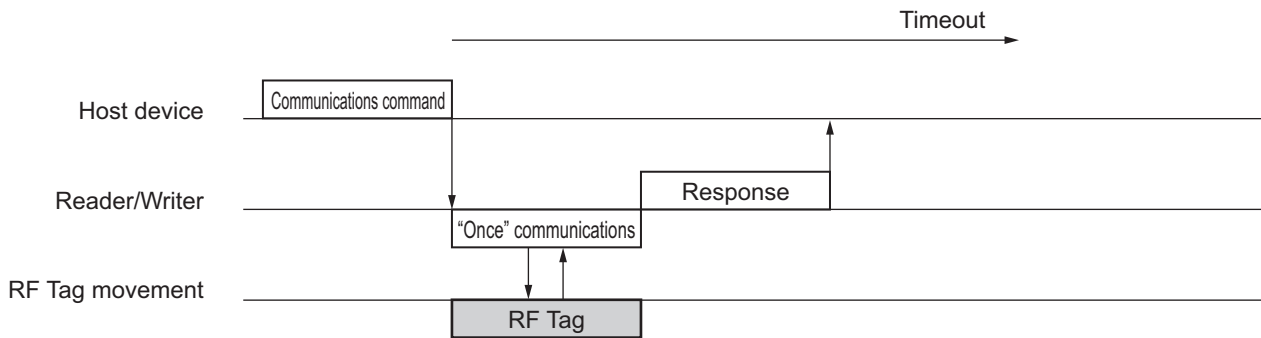 Timeout
Host device
Communications command
Reader/Writer
Response
“Once” communications
RF Tag movement
RF Tag